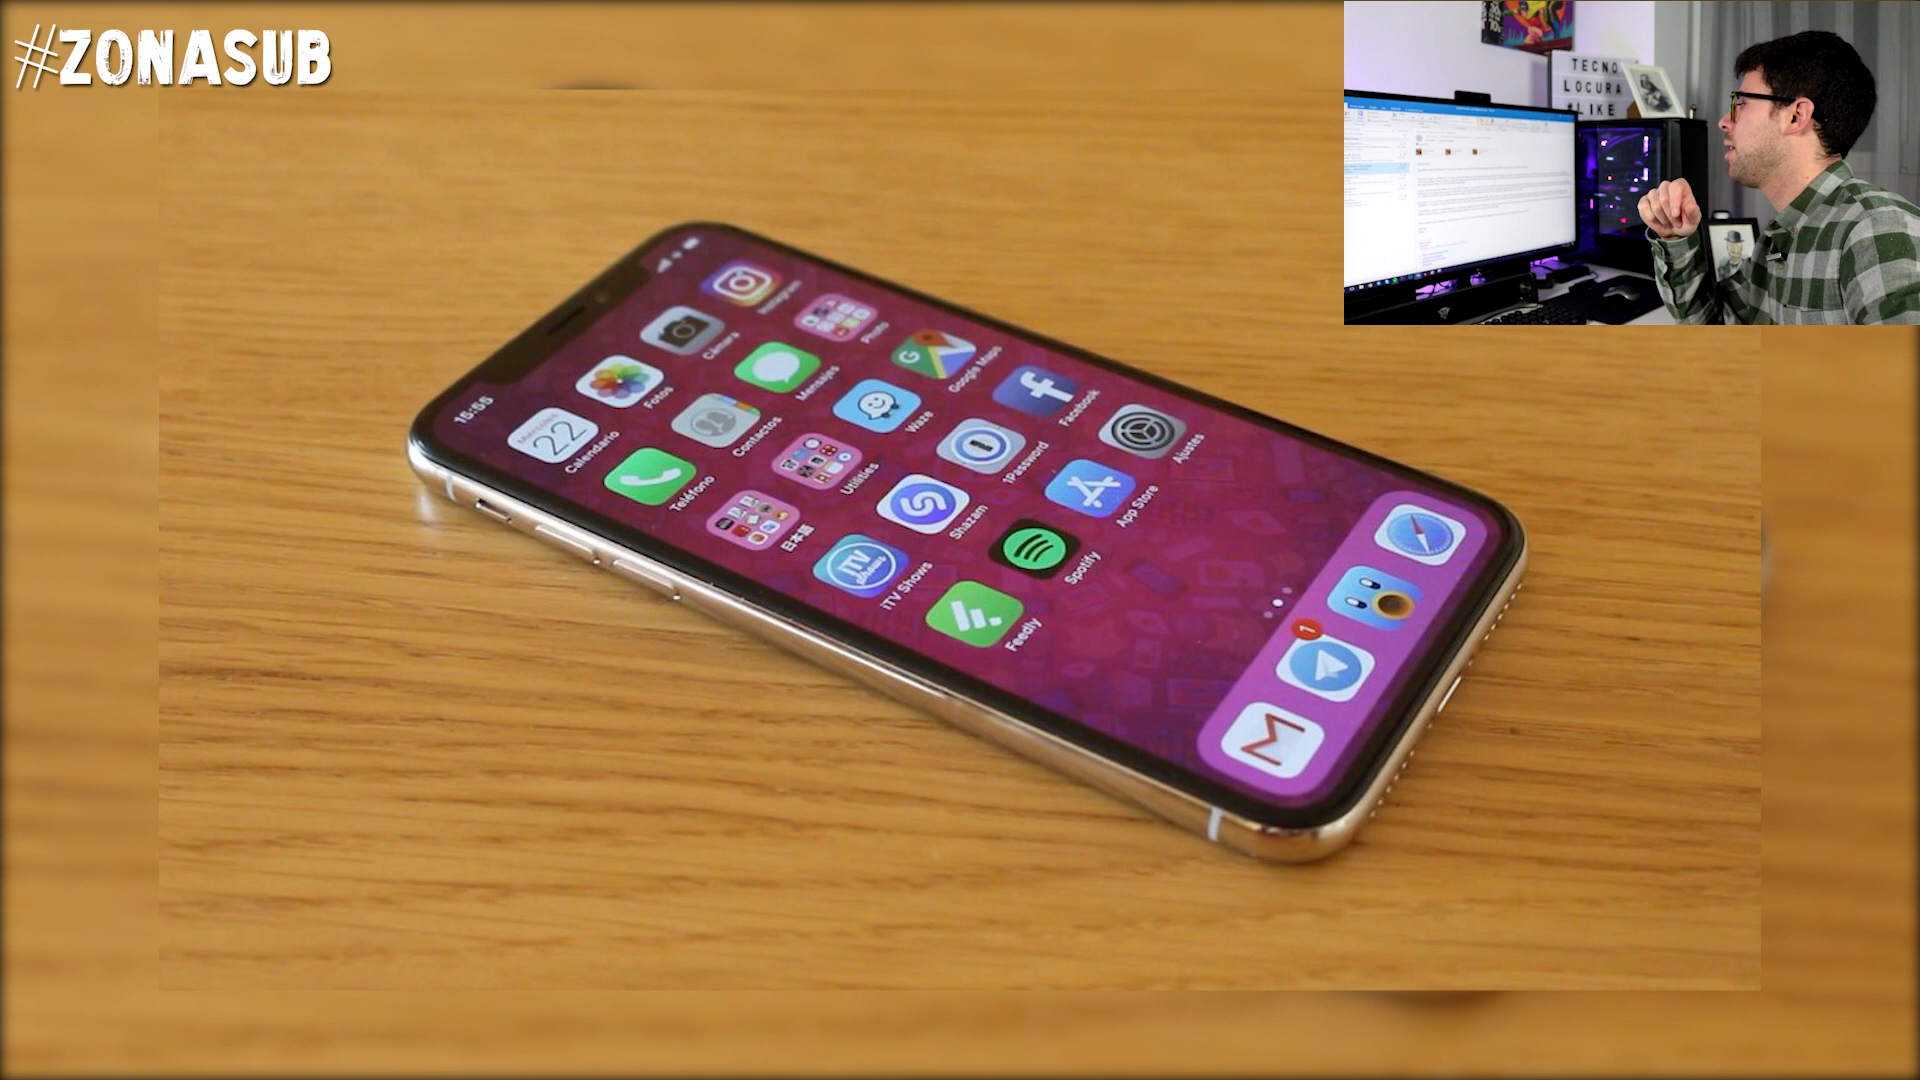 #ZONASUB
TECNO
LOCURA
LIKE
15:55
Miércoles
22
Calendario
Fotos
Cámara
Instagram
Teléfono
Contactos
Mensajes
Photo
日本語
Utilities
Waze
Google Maps
iTV Shows
Shazam
1Password
Facebook
Feedly
Spotify
App Store
Ajustes
1